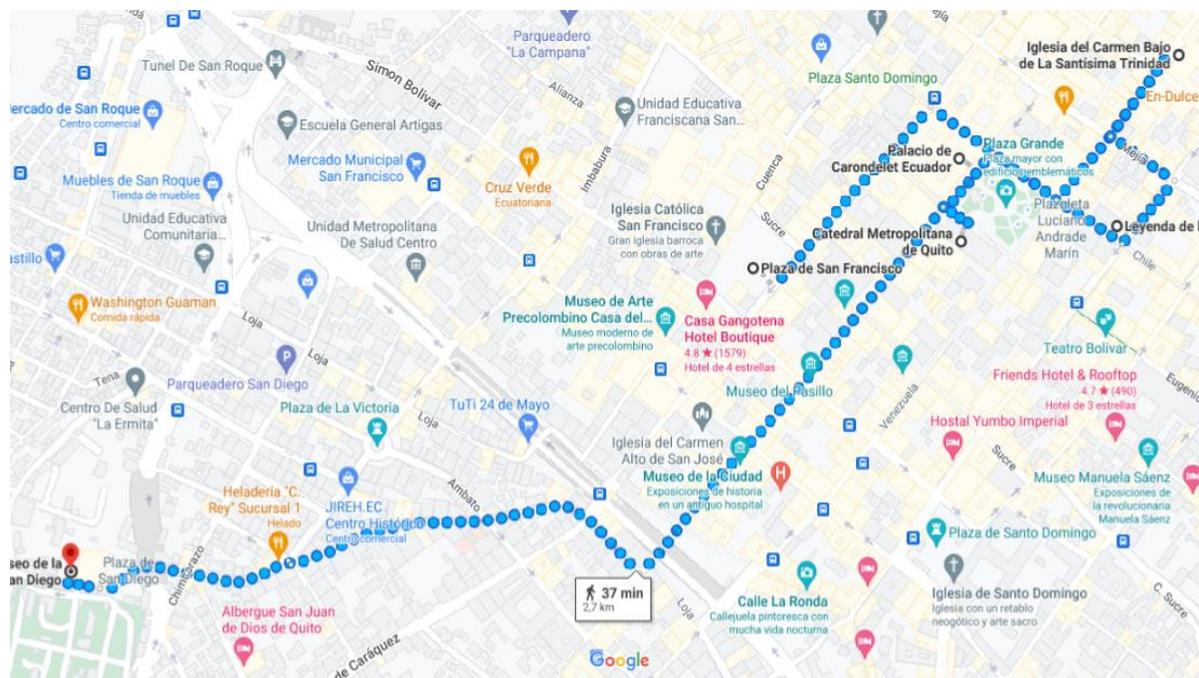 Parqueadero
"La Campana"
Tunel De San Roque
Simon Bolivar
Alianza
Plaza Santo Domingo
Iglesia del Carmen Bajo
de La Santísima Trinidad
En-Dulce
ercado de San Roque
Centro comercial
Escuela General Artigas
Unidad Educativa
Franciscana San...
Mercado Municipal
San Francisco
Imbabura
Cuenca
Cruz Verde
Ecuatoriana
Palacio de
Carondelet Ecuador
Plaza Grande
Plaza mayor con
edificios emblemáticos
Mejía
Muebles de San Roque
Tienda de muebles
Unidad Educativa
Comunitaria...
Unidad Metropolitana
De Salud Centro
Iglesia Católica
San Francisco
Gran iglesia barroca
con obras de arte
Sucre
Catedral Metropolitana
de Quito
Plazoleta
Luciano
Andrade
Marín
Leyenda de
Chile
astillo
Plaza de San Francisco
Washington Guaman
Comida rápida
Loja
Loja
Museo de Arte
Precolombino Casa del...
Museo moderno de
arte precolombino
Casa Gangotena
Hotel Boutique
4.8 ★ (1579)
Hotel de 4 estrellas
Teatro Bolívar
Tena
Parqueadero San Diego
Museo del Pasillo
Venezuela
Friends Hotel & Rooftop
4.7 ★ (490)
Hotel de 3 estrellas
Eugenio
Centro De Salud
"La Ermita"
Plaza de La Victoria
Loja
TuTi 24 de Mayo
Hostal Yumbo Imperial
Iglesia del Carmen
Alto de San José
Sucre
Museo de la Ciudad
Exposiciones de historia
en un antiguo hospital
H
Museo Manuela Sáenz
Exposiciones de
la revolucionaria
Manuela Sáenz
Heladería "C.
Rey" Sucursal 1
Helado
JIREH.EC
Centro Histórico
Centro comercial
Ambato
Plaza de Santo Domingo
seo de la
an Diego
Plaza de
San Diego
Chimborazo
37 min
2,7 km
Loja
Calle La Ronda
Callejuela pintoresca con
mucha vida nocturna
Iglesia de Santo Domingo
Iglesia con un retablo
neogótico y arte sacro
C. Sucre
Albergue San Juan
de Dios de Quito
de Caráquez
Google